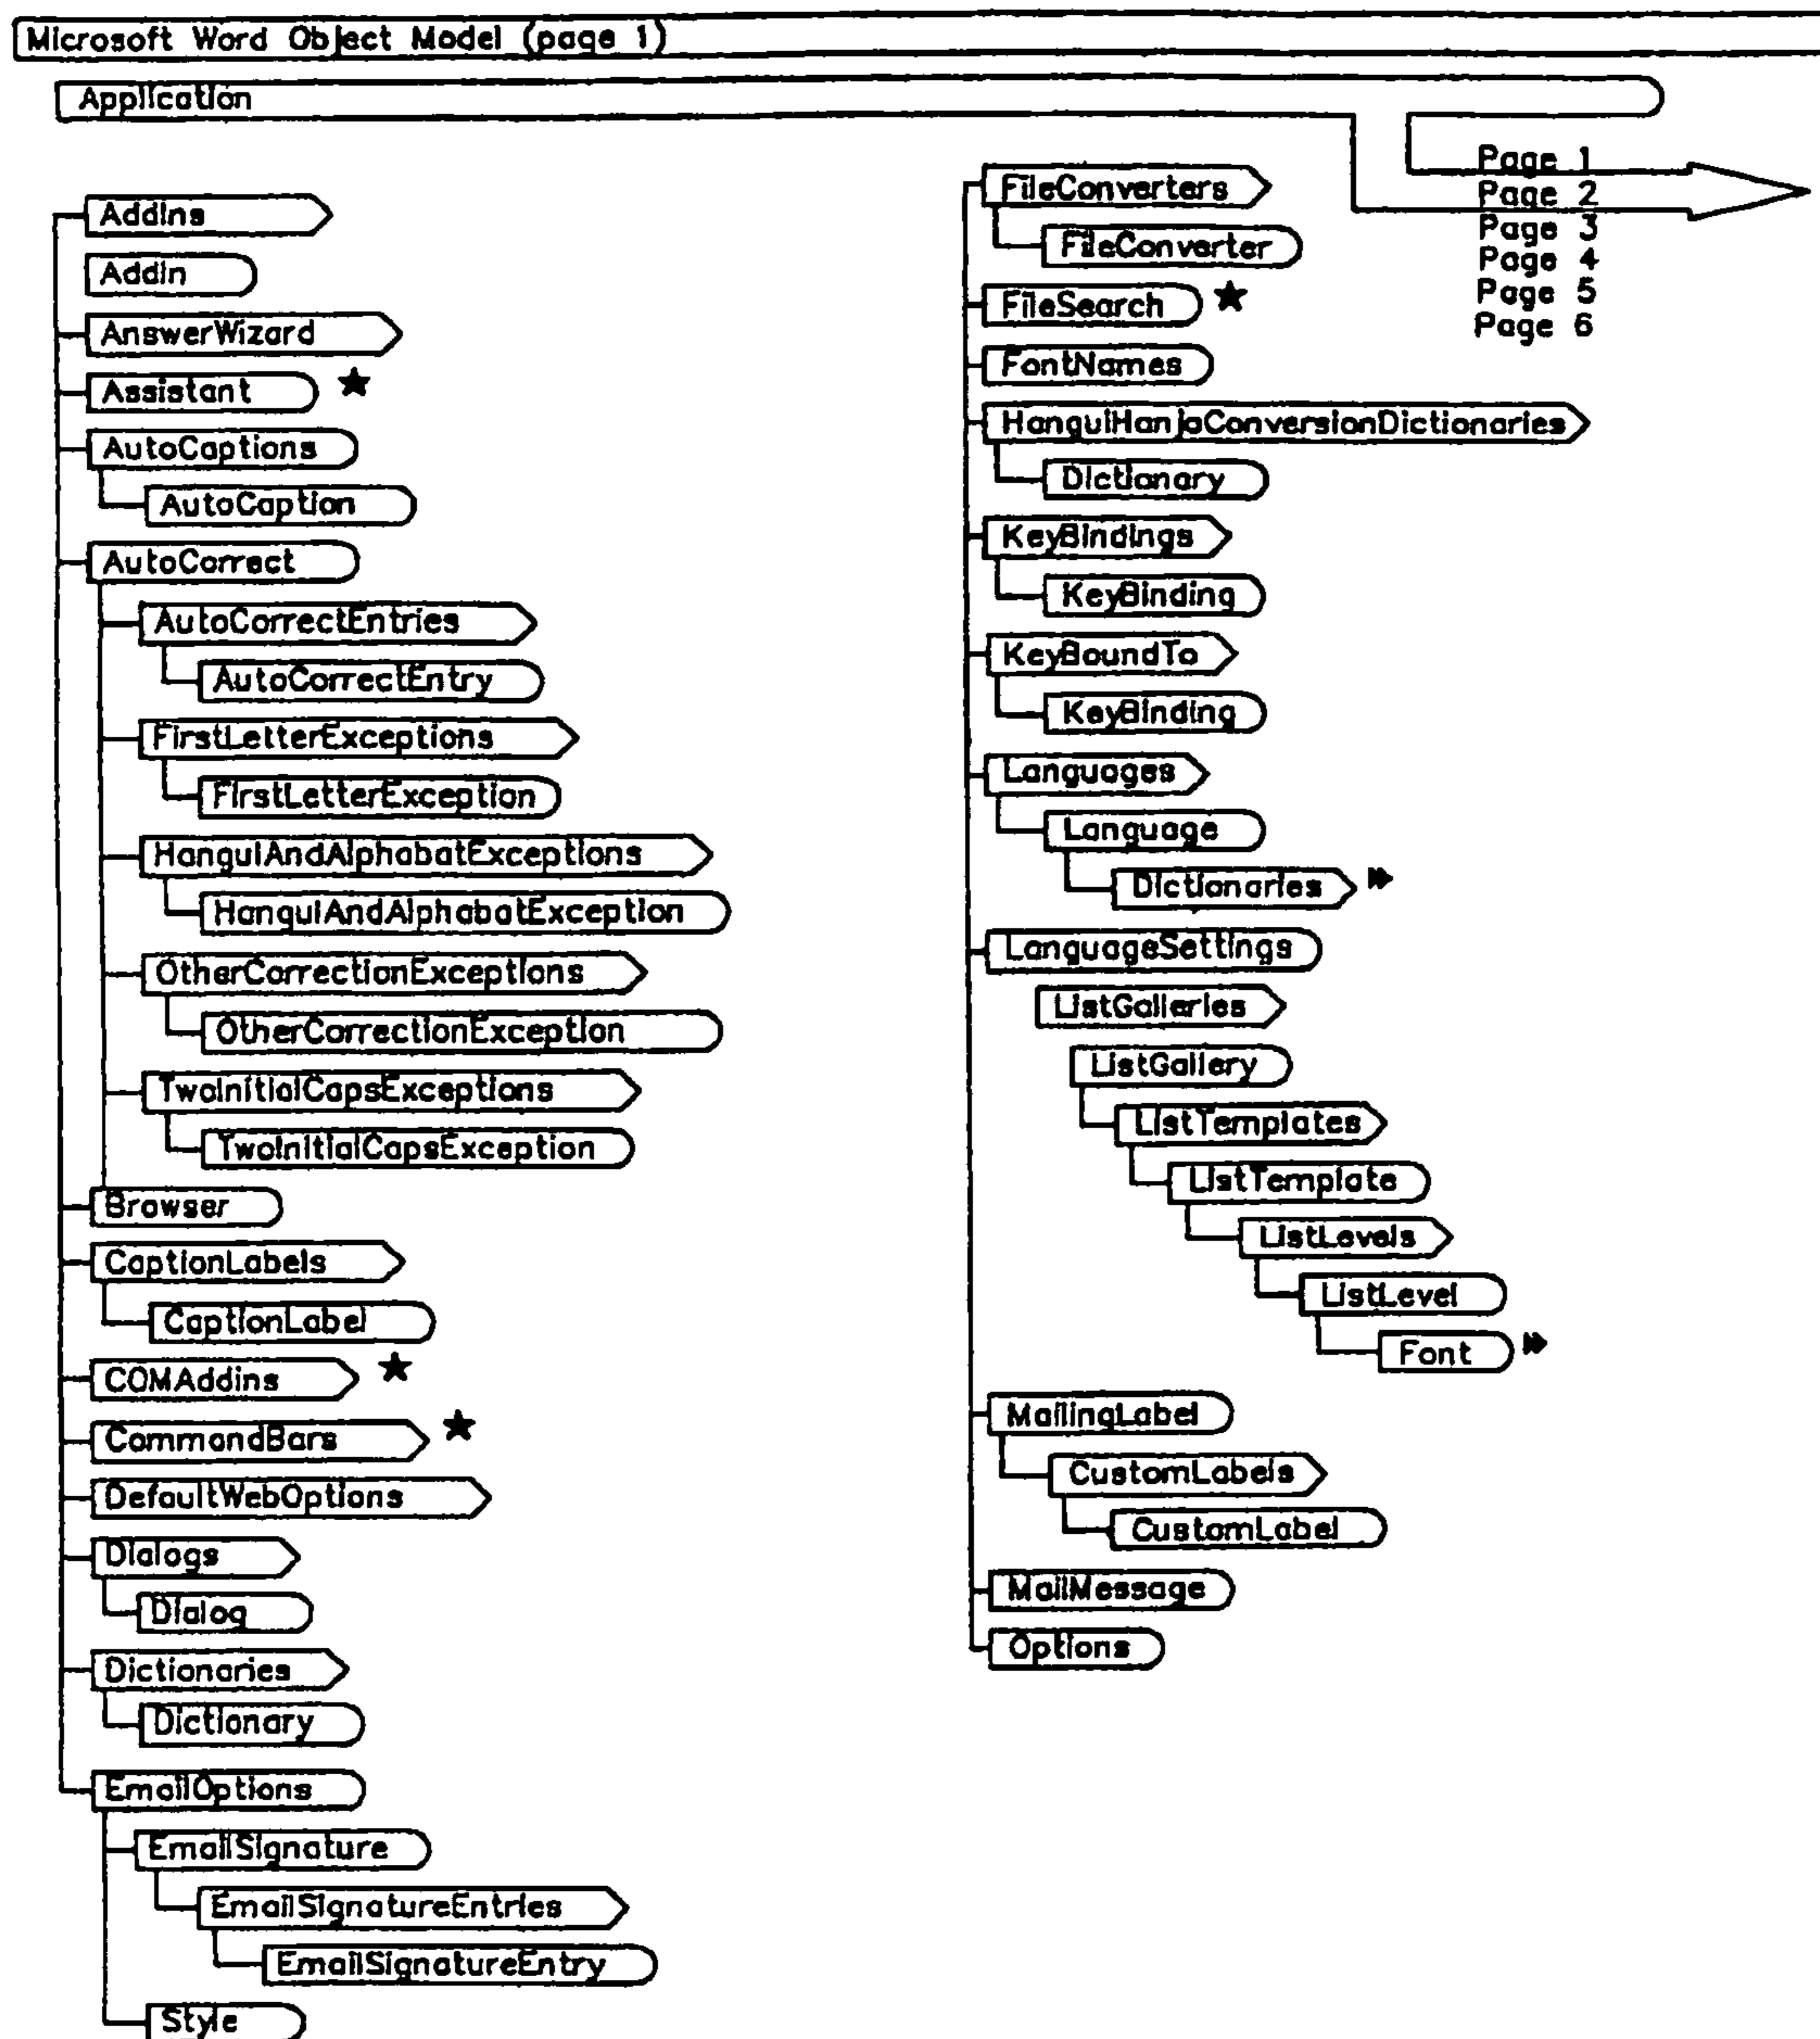 Microsoft Word Object Model (page 1)
Application
AddIns
AddIn
AnswerWizard
Assistant
AutoCaptions
AutoCaption
AutoCorrect
AutoCorrectEntries
AutoCorrectEntry
FirstLetterExceptions
FirstLetterException
HangulAndAlphabatExceptions
HangulAndAlphabatException
OtherCorrectionExceptions
OtherCorrectionException
TwoInitialCapsExceptions
TwoInitialCapsException
Browser
CaptionLabels
CaptionLabel
COMAddins
CommandBars
DefaultWebOptions
Dialogs
Dialog
Dictionaries
Dictionary
EmailOptions
EmailSignature
EmailSignatureEntries
EmailSignatureEntry
Style
FileConverters
FileConverter
FileSearch
FontNames
HangulHanjaConversionDictionaries
Dictionary
KeyBindings
KeyBinding
KeyBoundTo
KeyBinding
Languages
Language
Dictionaries
LanguageSettings
ListGalleries
ListGallery
ListTemplates
ListTemplate
ListLevels
ListLevel
Font
MailingLabel
CustomLabels
CustomLabel
MailMessage
Options
Page 1
Page 2
Page 3
Page 4
Page 5
Page 6